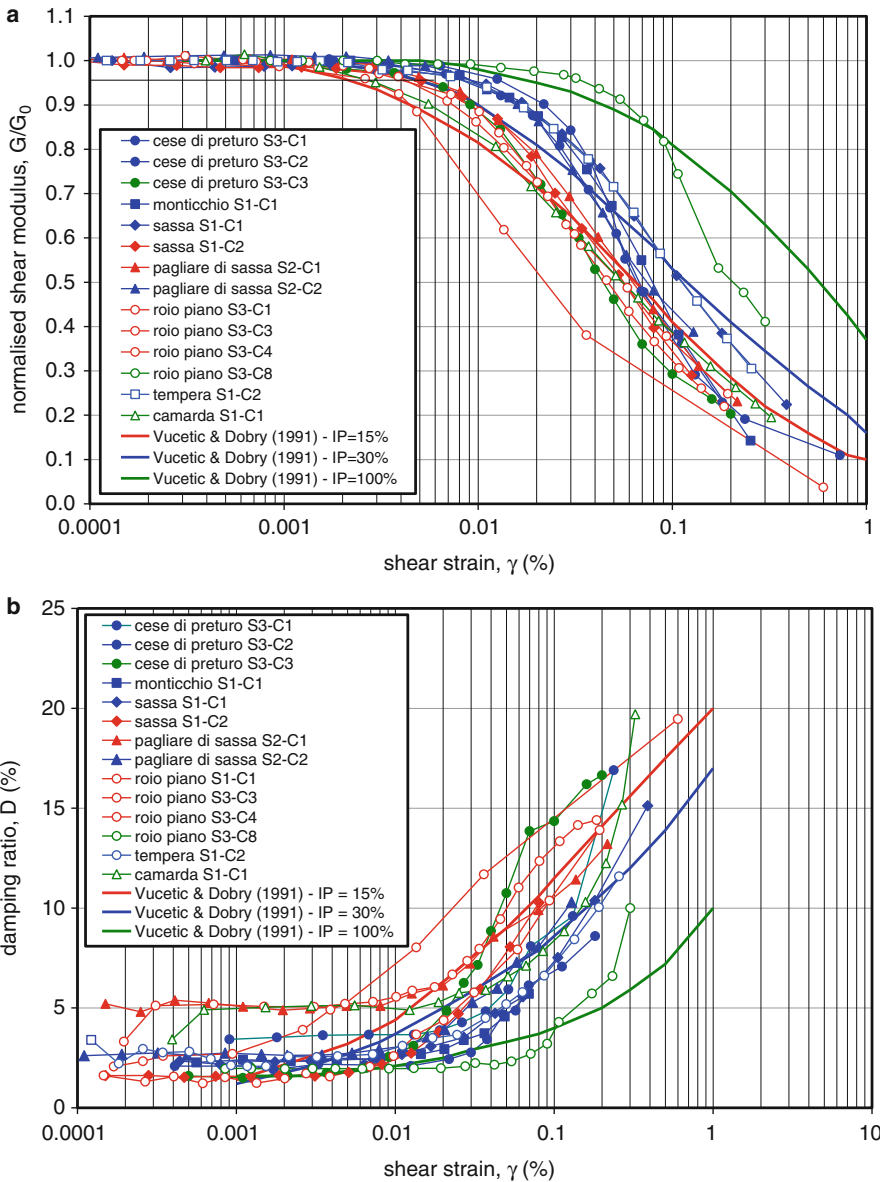 a
1.1
1.0
0.9
0.8
0.7
0.6
0.5
0.4
0.3
0.2
0.1
0.0
normalised shear modulus, G/G0
cese di preturo S3-C1
cese di preturo S3-C2
cese di preturo S3-C3
monticchio S1-C1
sassa S1-C1
sassa S1-C2
pagliare di sassa S2-C1
pagliare di sassa S2-C2
roio piano S3-C1
roio piano S3-C3
roio piano S3-C4
roio piano S3-C8
tempera S1-C2
camarda S1-C1
Vucetic & Dobry (1991) - IP=15%
Vucetic & Dobry (1991) - IP=30%
Vucetic & Dobry (1991) - IP=100%
0.0001 0.001 0.01 0.1 1
shear strain, γ (%)
b
25
20
15
10
5
0
damping ratio, D (%)
cese di preturo S3-C1
cese di preturo S3-C2
cese di preturo S3-C3
monticchio S1-C1
sassa S1-C1
sassa S1-C2
pagliare di sassa S2-C1
pagliare di sassa S2-C2
roio piano S1-C1
roio piano S3-C3
roio piano S3-C4
roio piano S3-C8
tempera S1-C2
camarda S1-C1
Vucetic & Dobry (1991) - IP = 15%
Vucetic & Dobry (1991) - IP = 30%
Vucetic & Dobry (1991) - IP = 100%
0.0001 0.001 0.01 0.1 1 10
shear strain, γ (%)